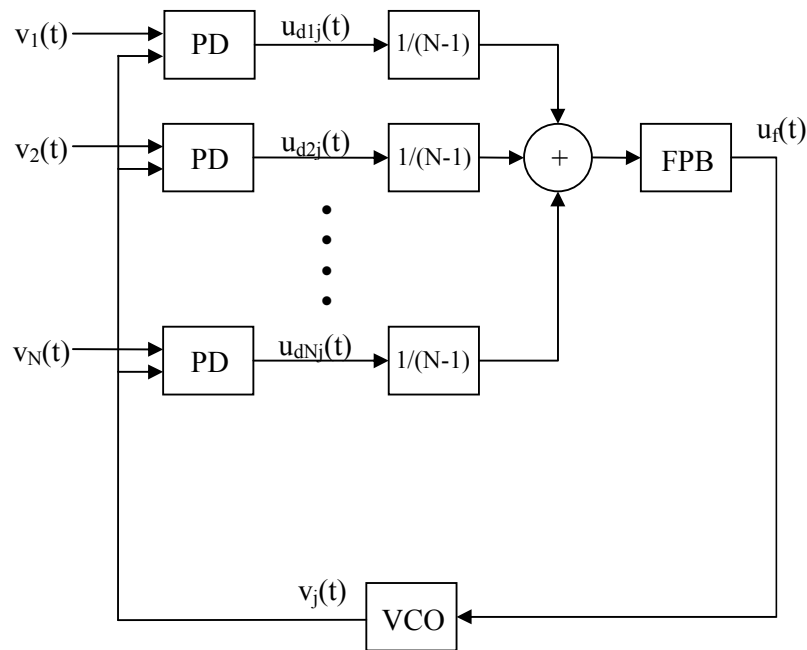 v1(t) PD ud1j(t) 1/(N-1)
v2(t) PD ud2j(t) 1/(N-1) + FPB uf(t)
vN(t) PD udNj(t) 1/(N-1)
vj(t) VCO